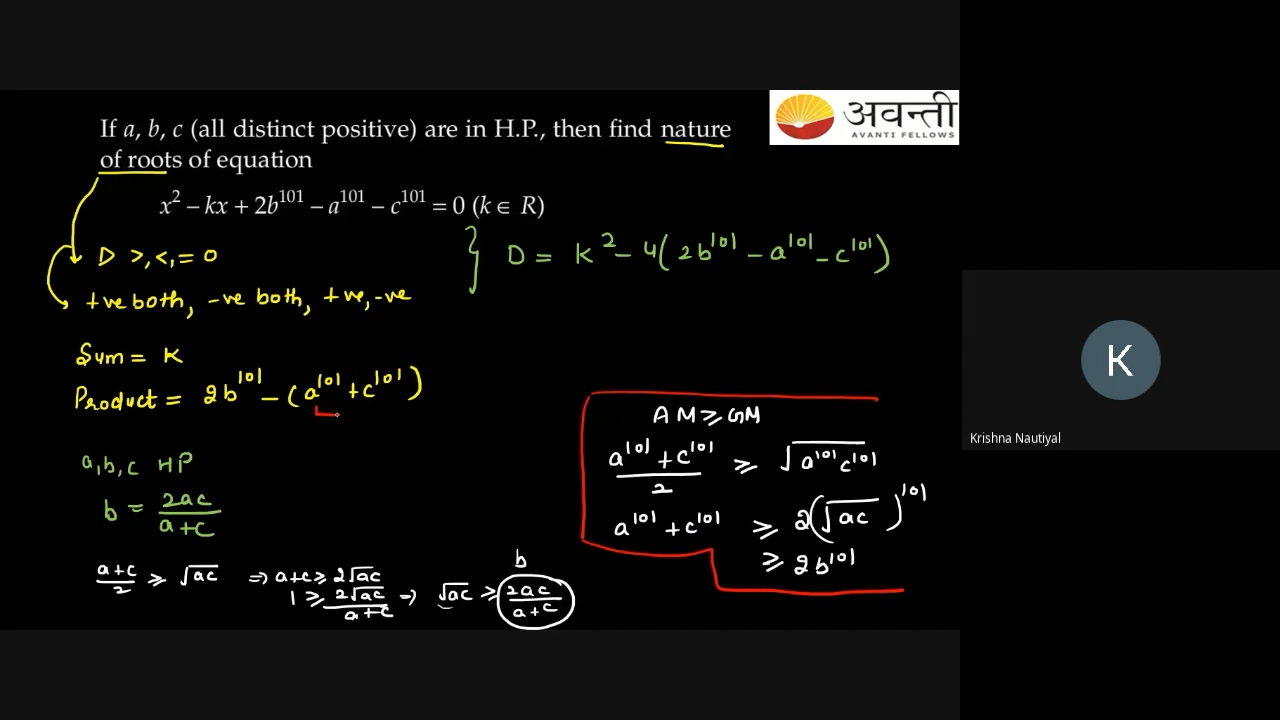 If a, b, c (all distinct positive) are in H.P., then find nature
of roots of equation
x² – kx + 2b¹⁰¹ – a¹⁰¹ – c¹⁰¹ = 0 (k ∈ R)
अवन्ती
AVANTI FELLOWS
D >, <, = 0
D = K² - 4(2b¹⁰¹ - a¹⁰¹ - c¹⁰¹)
+ve both, -ve both, +ve, -ve
Sum = K
Product = 2b¹⁰¹ - (a¹⁰¹ + c¹⁰¹)
a, b, c HP
b = 2ac / a+c
a+c / 2 ≥ √ac ⇒ a+c ≥ 2√ac
1 ≥ 2√ac / a+c ⇒ √ac ≥ 2ac / a+c
b
AM ≥ GM
a¹⁰¹ + c¹⁰¹ / 2 ≥ √a¹⁰¹ c¹⁰¹
a¹⁰¹ + c¹⁰¹ ≥ 2(√ac)¹⁰¹
≥ 2b¹⁰¹
K
Krishna Nautiyal